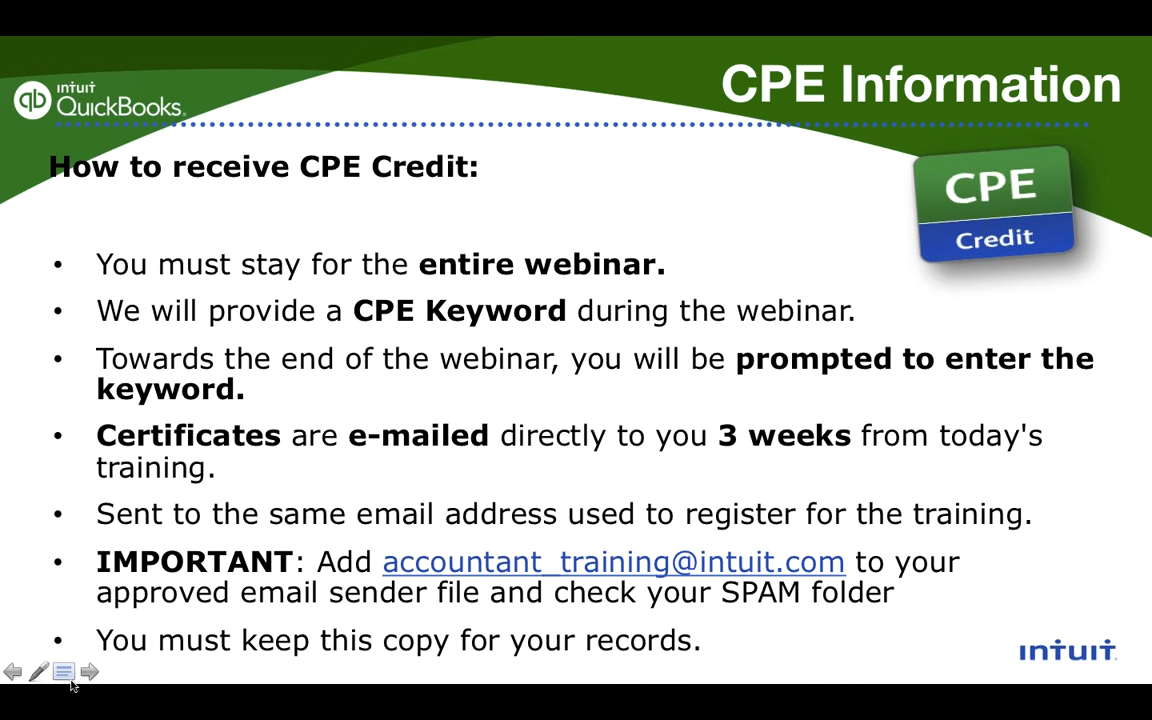 CPE Information
ıntuıt
QuickBooks.
How to receive CPE Credit:
CPE
Credit
• You must stay for the entire webinar.
• We will provide a CPE Keyword during the webinar.
• Towards the end of the webinar, you will be prompted to enter the
keyword.
• Certificates are e-mailed directly to you 3 weeks from today's
training.
• Sent to the same email address used to register for the training.
• IMPORTANT: Add accountant_training@intuit.com to your
approved email sender file and check your SPAM folder
• You must keep this copy for your records.
ıntuıt